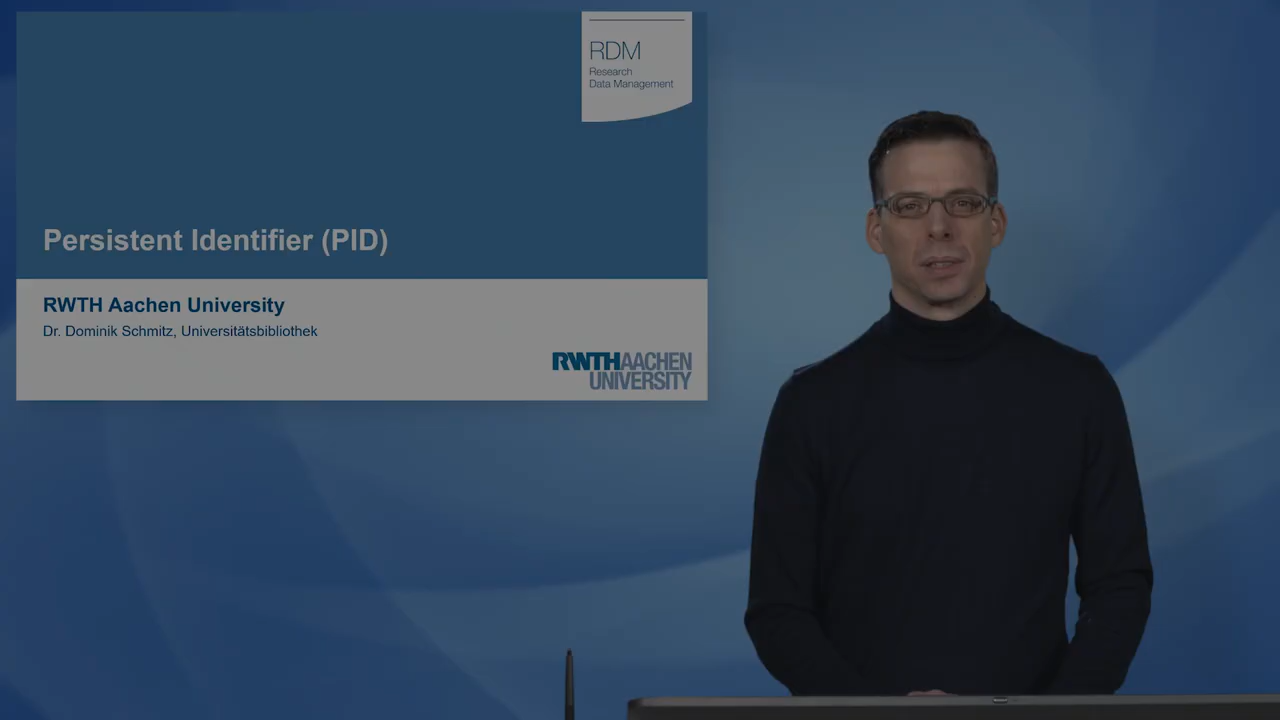 RDM
Research
Data Management
Persistent Identifier (PID)
RWTH Aachen University
Dr. Dominik Schmitz, Universitätsbibliothek
RWTHAACHEN
UNIVERSITY